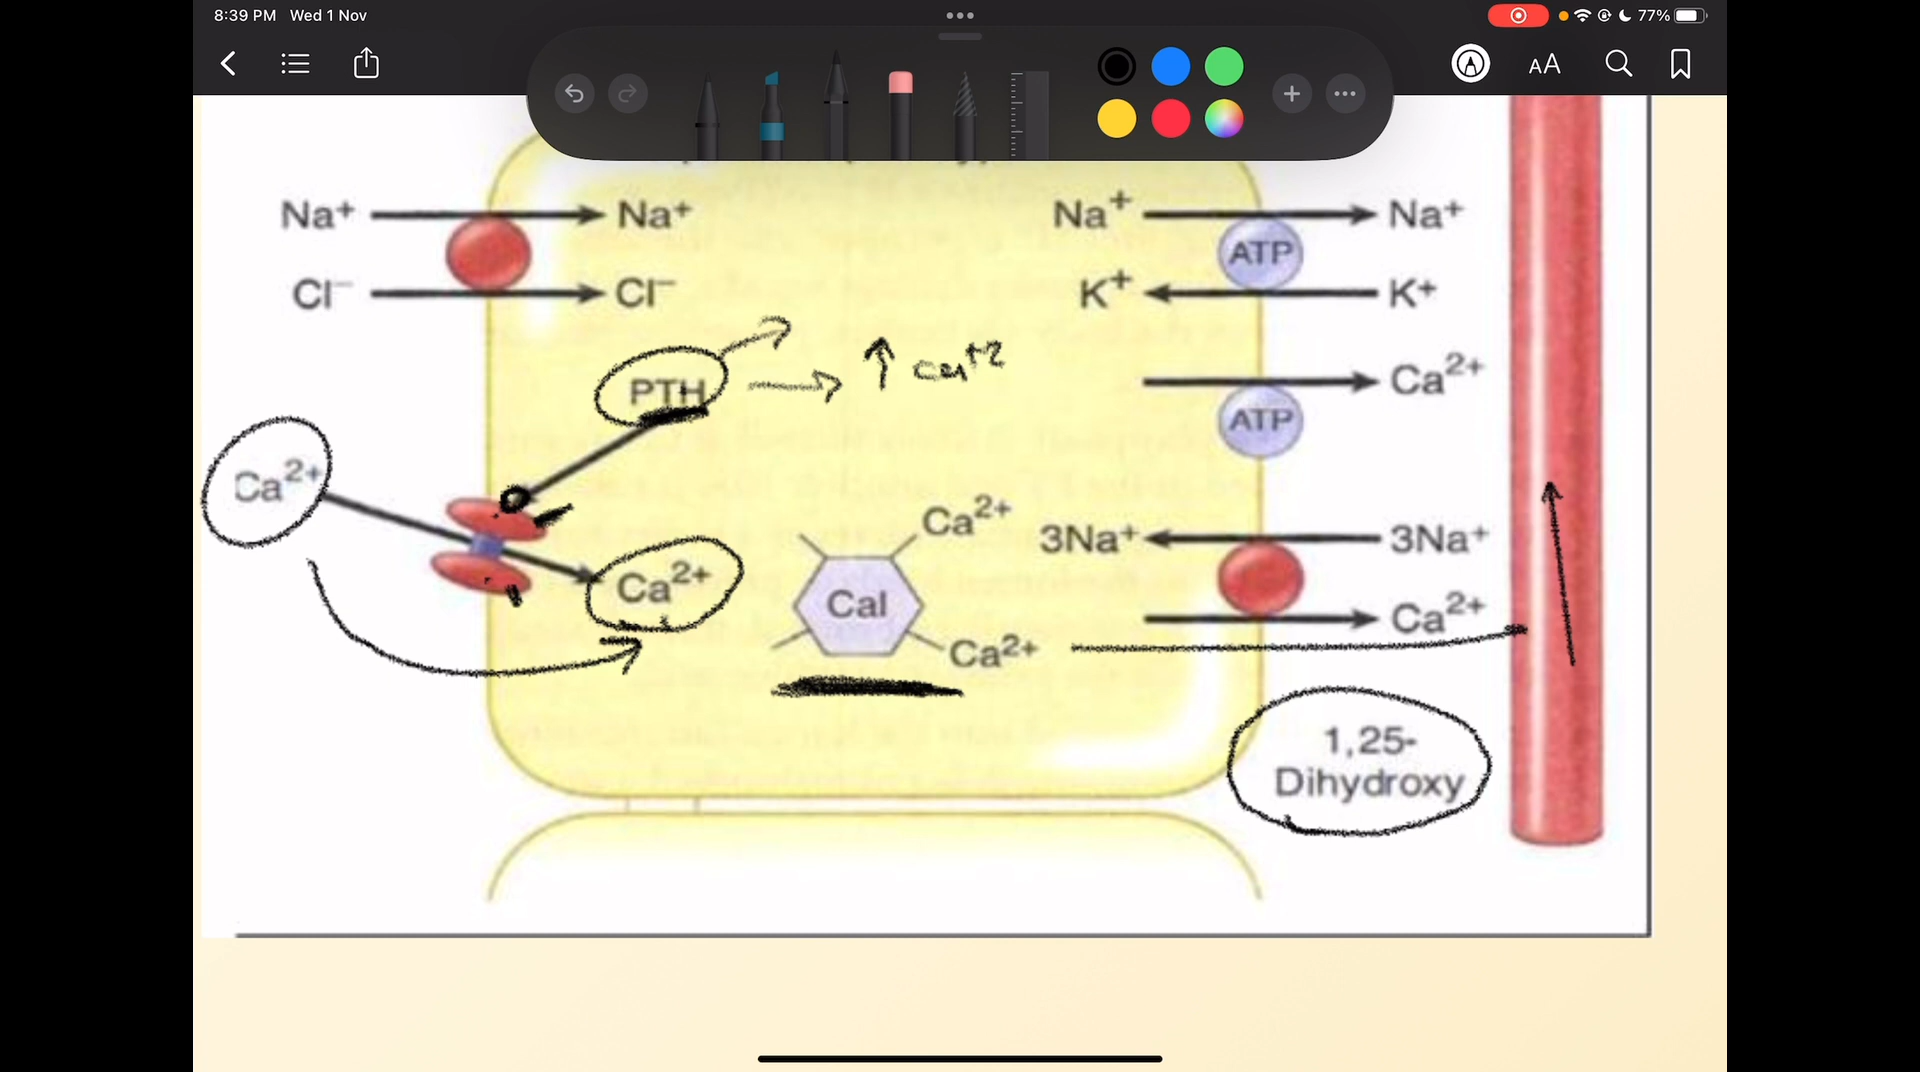 8:39 PM Wed 1 Nov
77%
AA
Na⁺ Na⁺ Na⁺ Na⁺
ATP
Cl⁻ Cl⁻ K⁺ K⁺
PTH ↑ Ca⁺² Ca²⁺
ATP
Ca²⁺ Ca²⁺ 3Na⁺ 3Na⁺
Ca²⁺ Cal Ca²⁺
Ca²⁺
1,25-
Dihydroxy